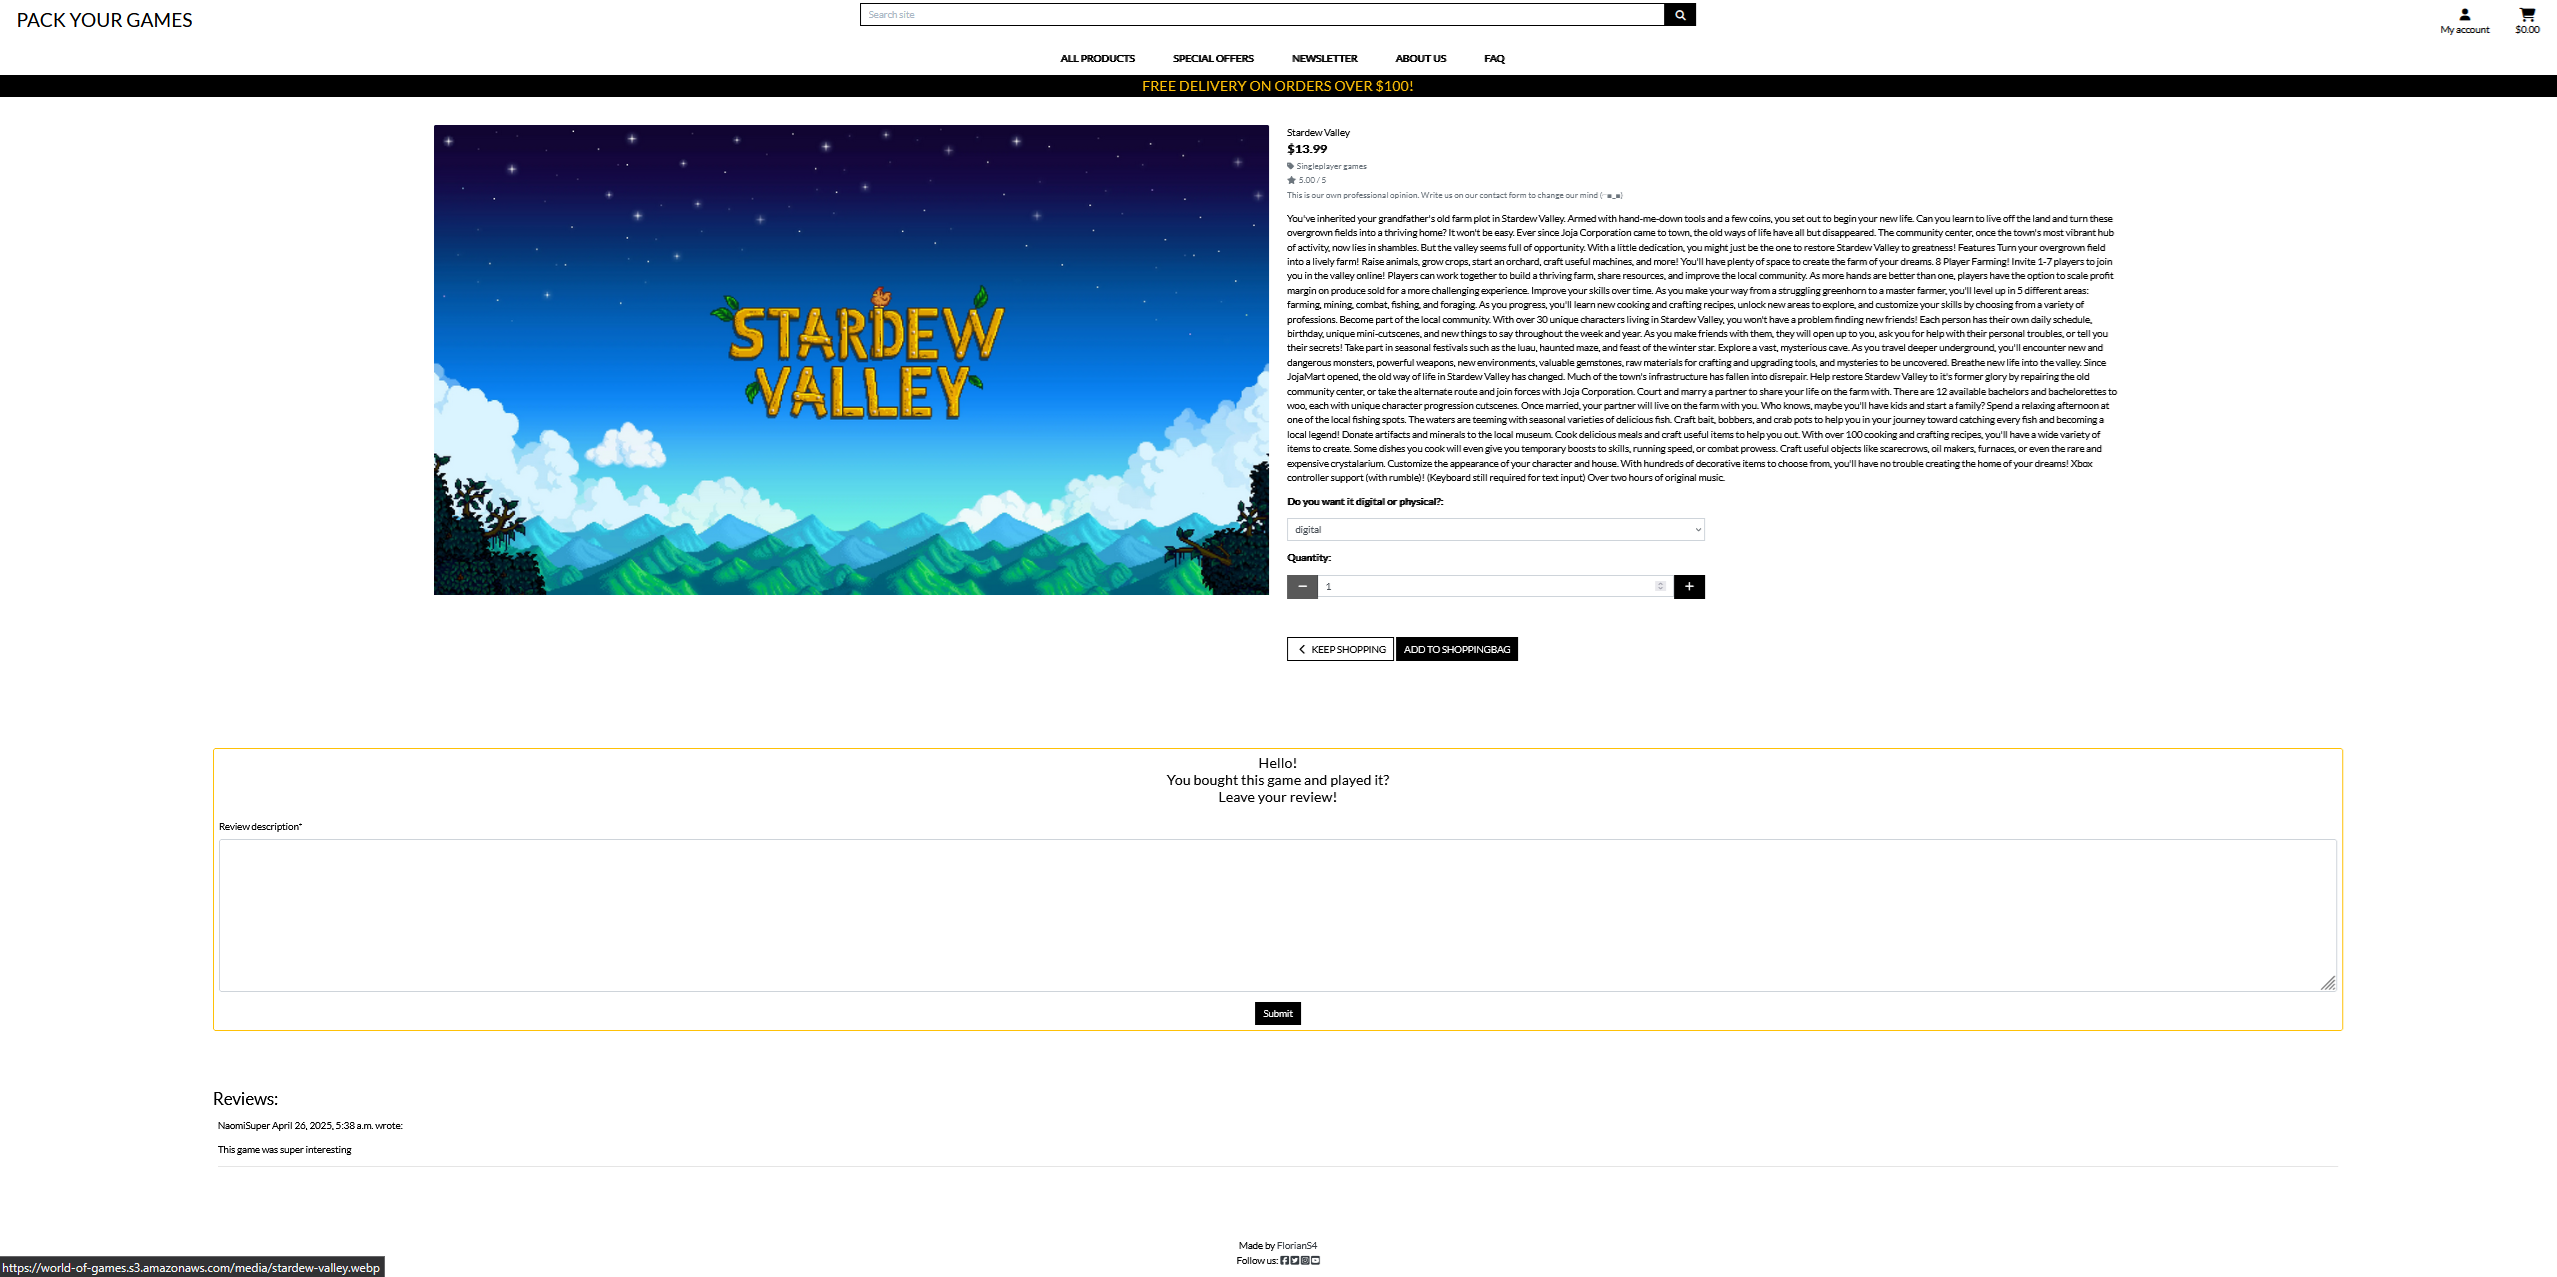 PACK YOUR GAMES
Search site
My account
$0.00
ALL PRODUCTS
SPECIAL OFFERS
NEWSLETTER
ABOUT US
FAQ
FREE DELIVERY ON ORDERS OVER $100!
STARDEW
VALLEY
Stardew Valley
$13.99
Singleplayer games
5.00 / 5
This is our own professional opinion. Write us on our contact form to change our mind (⌐■_■)
You've inherited your grandfather's old farm plot in Stardew Valley. Armed with hand-me-down tools and a few coins, you set out to begin your new life. Can you learn to live off the land and turn these
overgrown fields into a thriving home? It won't be easy. Ever since Joja Corporation came to town, the old ways of life have all but disappeared. The community center, once the town's most vibrant hub
of activity, now lies in shambles. But the valley seems full of opportunity. With a little dedication, you might just be the one to restore Stardew Valley to greatness! Features Turn your overgrown field
into a lively farm! Raise animals, grow crops, start an orchard, craft useful machines, and more! You'll have plenty of space to create the farm of your dreams. 8 Player Farming! Invite 1-7 players to join
you in the valley online! Players can work together to build a thriving farm, share resources, and improve the local community. As more hands are better than one, players have the option to scale profit
margin on produce sold for a more challenging experience. Improve your skills over time. As you make your way from a struggling greenhorn to a master farmer, you'll level up in 5 different areas:
farming, mining, combat, fishing, and foraging. As you progress, you'll learn new cooking and crafting recipes, unlock new areas to explore, and customize your skills by choosing from a variety of
professions. Become part of the local community. With over 30 unique characters living in Stardew Valley, you won't have a problem finding new friends! Each person has their own daily schedule,
birthday, unique mini-cutscenes, and new things to say throughout the week and year. As you make friends with them, they will open up to you, ask you for help with their personal troubles, or tell you
their secrets! Take part in seasonal festivals such as the luau, haunted maze, and feast of the winter star. Explore a vast, mysterious cave. As you travel deeper underground, you'll encounter new and
dangerous monsters, powerful weapons, new environments, valuable gemstones, raw materials for crafting and upgrading tools, and mysteries to be uncovered. Breathe new life into the valley. Since
JojaMart opened, the old way of life in Stardew Valley has changed. Much of the town's infrastructure has fallen into disrepair. Help restore Stardew Valley to it's former glory by repairing the old
community center, or take the alternate route and join forces with Joja Corporation. Court and marry a partner to share your life on the farm with. There are 12 available bachelors and bachelorettes to
woo, each with unique character progression cutscenes. Once married, your partner will live on the farm with you. Who knows, maybe you'll have kids and start a family? Spend a relaxing afternoon at
one of the local fishing spots. The waters are teeming with seasonal varieties of delicious fish. Craft bait, bobbers, and crab pots to help you in your journey toward catching every fish and becoming a
local legend! Donate artifacts and minerals to the local museum. Cook delicious meals and craft useful items to help you out. With over 100 cooking and crafting recipes, you'll have a wide variety of
items to create. Some dishes you cook will even give you temporary boosts to skills, running speed, or combat prowess. Craft useful objects like scarecrows, oil makers, furnaces, or even the rare and
expensive crystalarium. Customize the appearance of your character and house. With hundreds of decorative items to choose from, you'll have no trouble creating the home of your dreams! Xbox
controller support (with rumble)! (Keyboard still required for text input) Over two hours of original music.
Do you want it digital or physical?:
digital
Quantity:
1
KEEP SHOPPING
ADD TO SHOPPINGBAG
Hello!
You bought this game and played it?
Leave your review!
Review description*
Submit
Reviews:
NaomiSuper April 26, 2025, 5:38 a.m. wrote:
This game was super interesting
Made by FlorianS4
Follow us:
https://world-of-games.s3.amazonaws.com/media/stardew-valley.webp